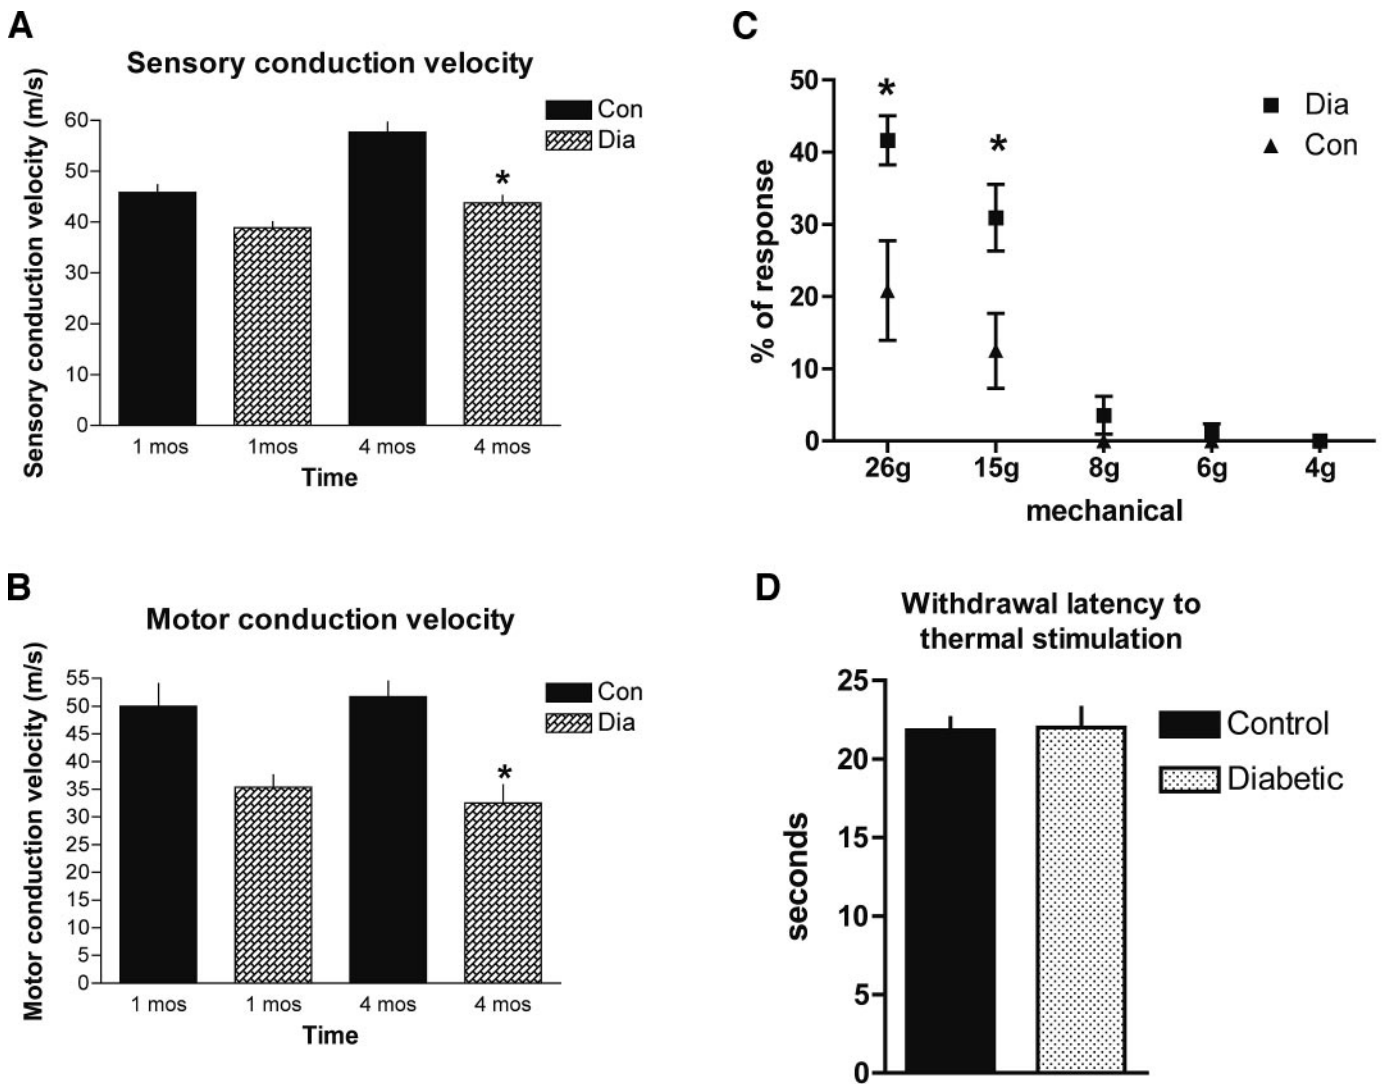 A
Sensory conduction velocity
Sensory conduction velocity (m/s)
60
50
40
30
20
10
0
Con
Dia
*
1 mos
1mos
4 mos
4 mos
Time
B
Motor conduction velocity
Motor conduction velocity (m/s)
55
50
45
40
35
30
25
20
15
10
5
0
Con
Dia
*
1 mos
1 mos
4 mos
4 mos
Time
C
% of response
50
40
30
20
10
0
*
*
Dia
Con
26g
15g
8g
6g
4g
mechanical
D
Withdrawal latency to
thermal stimulation
seconds
25
20
15
10
5
0
Control
Diabetic